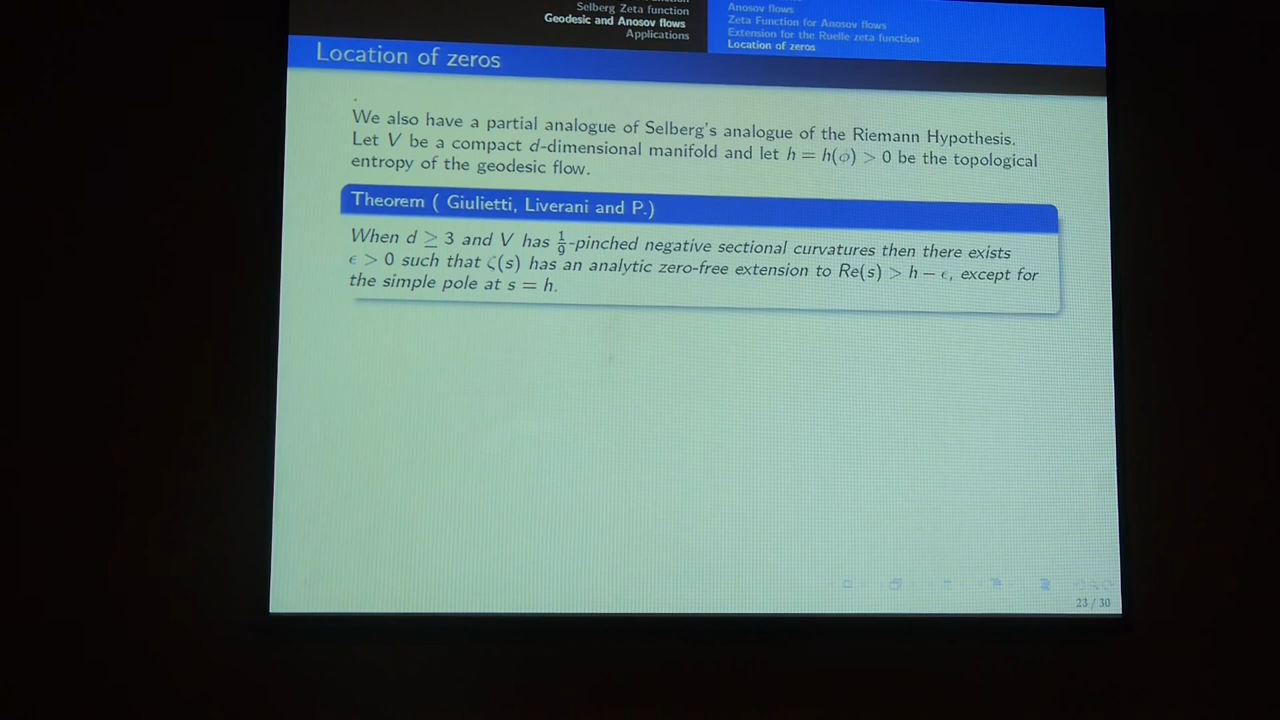 Selberg Zeta function
Geodesic and Anosov flows
Applications
Anosov flows
Zeta Function for Anosov flows
Extension for the Ruelle zeta function
Location of zeros
Location of zeros
We also have a partial analogue of Selberg's analogue of the Riemann Hypothesis.
Let V be a compact d-dimensional manifold and let h = h(ϕ) > 0 be the topological
entropy of the geodesic flow.
Theorem ( Giulietti, Liverani and P.)
When d ≥ 3 and V has 1/9-pinched negative sectional curvatures then there exists
ϵ > 0 such that ζ(s) has an analytic zero-free extension to Re(s) > h − ϵ, except for
the simple pole at s = h.
23 / 30